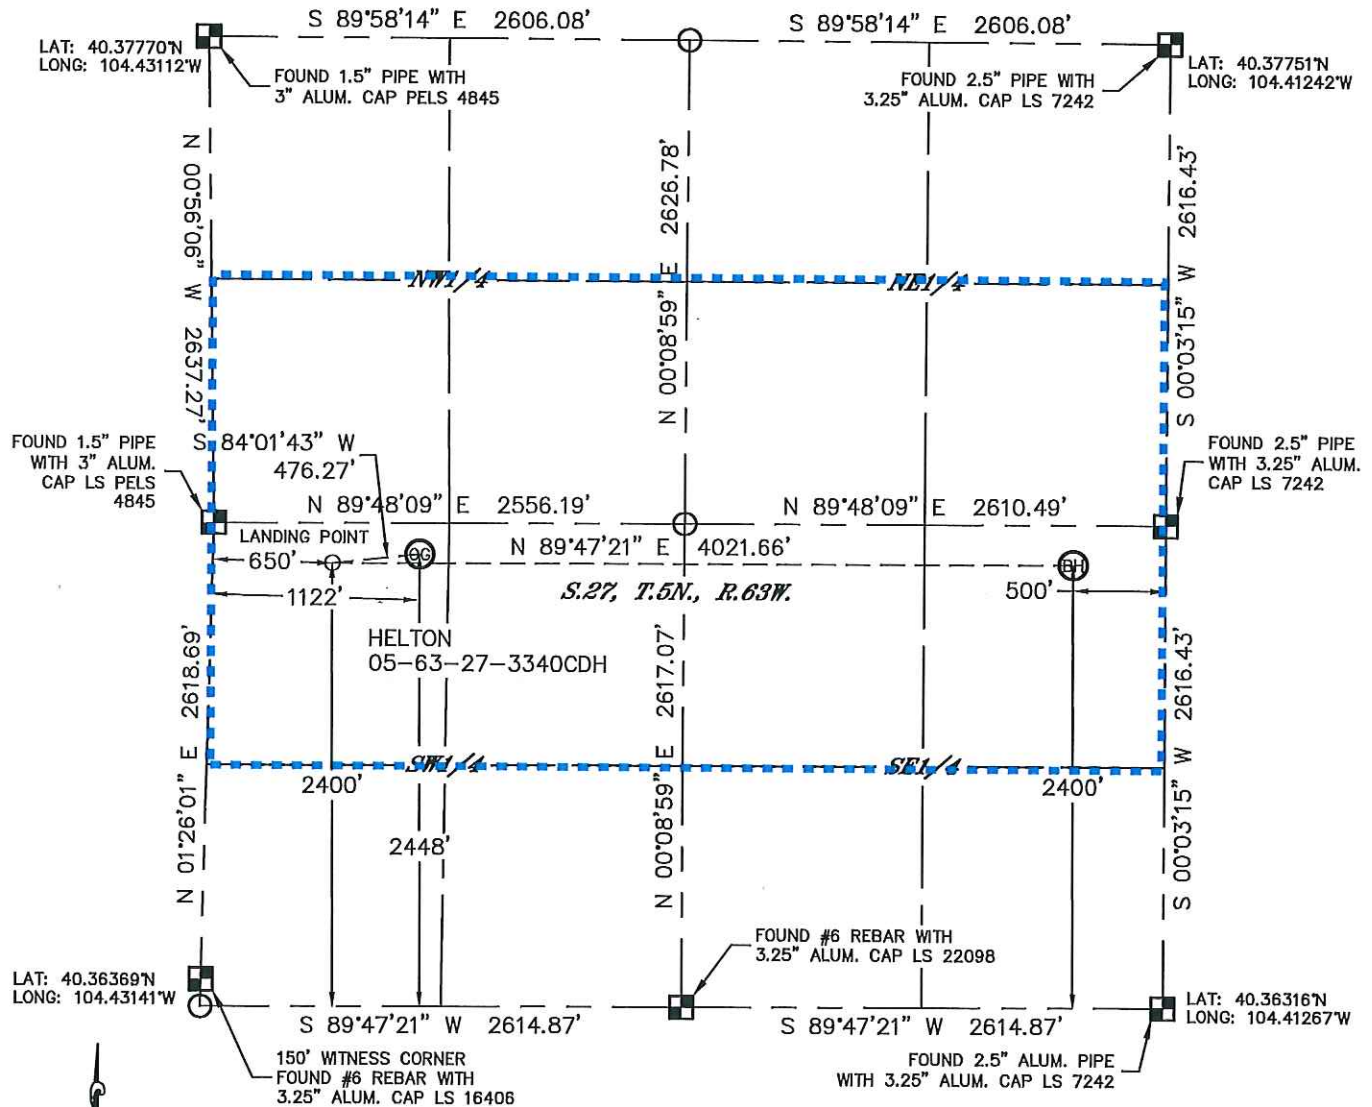 S 89°58'14" E 2606.08'
S 89°58'14" E 2606.08'
LAT: 40.37770°N
LONG: 104.43112°W
FOUND 1.5" PIPE WITH
3" ALUM. CAP PELS 4845
FOUND 2.5" PIPE WITH
3.25" ALUM. CAP LS 7242
LAT: 40.37751°N
LONG: 104.41242°W
N 00°56'06" W 2637.27'
N 00°08'59" E 2626.78'
S 00°03'15" W 2616.43'
NW1/4
NE1/4
FOUND 1.5" PIPE
WITH 3" ALUM.
CAP LS PELS
4845
S 84°01'43" W
476.27'
FOUND 2.5" PIPE
WITH 3.25" ALUM.
CAP LS 7242
N 89°48'09" E 2556.19'
N 89°48'09" E 2610.49'
LANDING POINT
650'
OG
N 89°47'21" E 4021.66'
BH
1122'
S.27, T.5N., R.63W.
500'
HELTON
05-63-27-3340CDH
N 01°26'01" E 2618.69'
N 00°08'59" E 2617.07'
S 00°03'15" W 2616.43'
SW1/4
SE1/4
2400'
2400'
2448'
FOUND #6 REBAR WITH
3.25" ALUM. CAP LS 22098
LAT: 40.36369°N
LONG: 104.43141°W
S 89°47'21" W 2614.87'
S 89°47'21" W 2614.87'
LAT: 40.36316°N
LONG: 104.41267°W
150' WITNESS CORNER
FOUND #6 REBAR WITH
3.25" ALUM. CAP LS 16406
FOUND 2.5" ALUM. PIPE
WITH 3.25" ALUM. CAP LS 7242